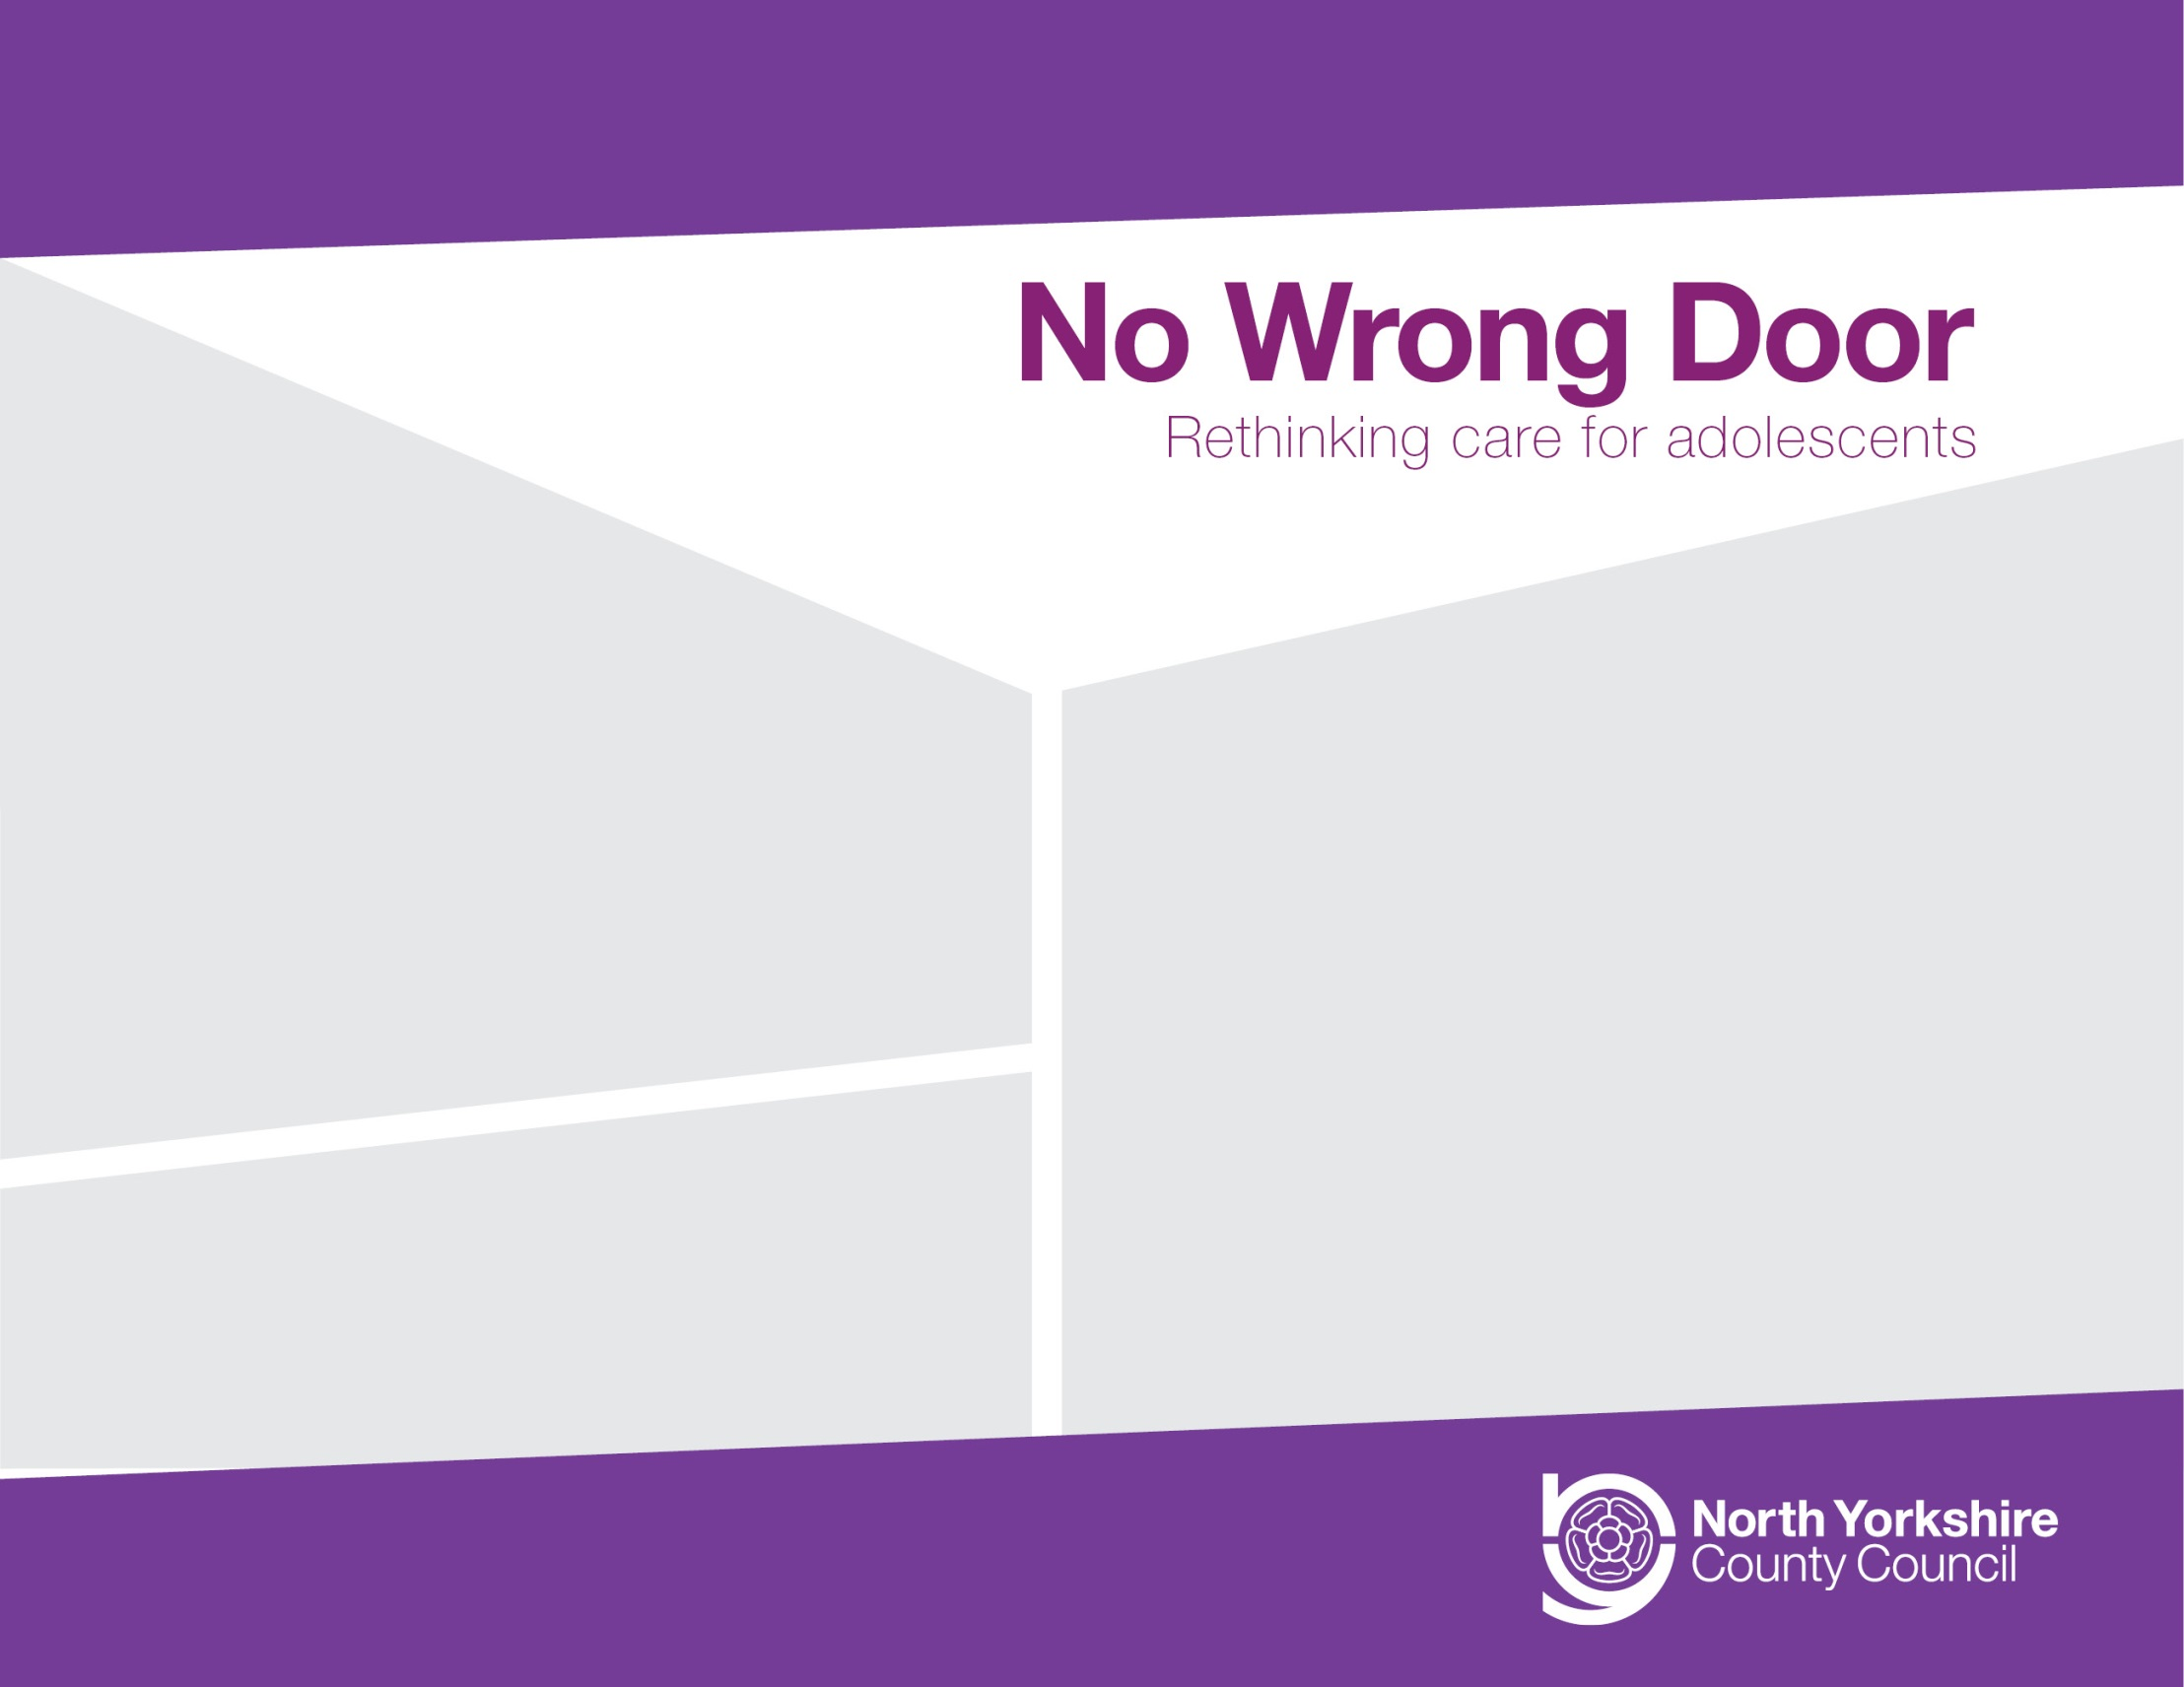 No Wrong Door
Rethinking care for adolescents
North Yorkshire
County Council